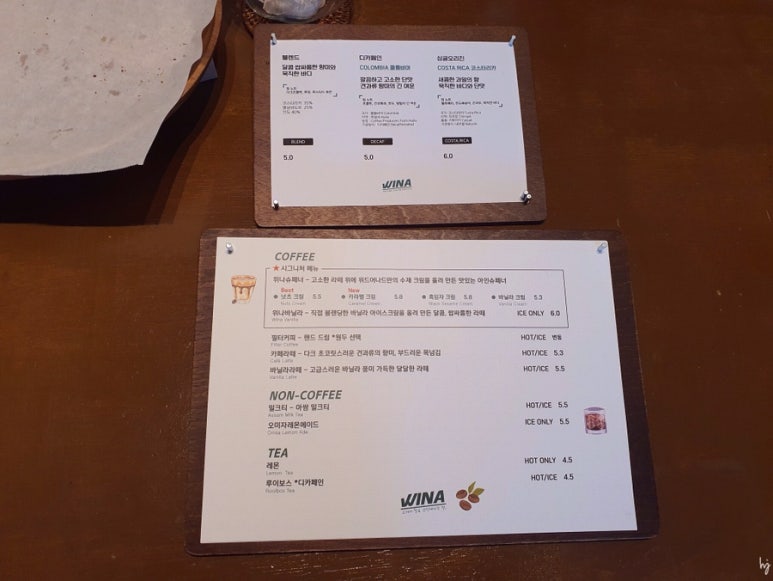 블렌드
달콤 쌉싸름한 향미와
묵직한 바디
BLEND
5.0
디카페인
COLOMBIA 콜롬비아
깔끔하고 고소한 단맛
견과류 향미의 긴 여운
DECAF
5.0
싱글오리진
COSTA RICA 코스타리카
새콤한 과일의 향
묵직한 바디와 단맛
COSTA RICA
6.0
WINA
COFFEE
★ 시그니처 메뉴
위나슈페너 - 고소한 라떼 위에 위드어나드만의 수제 크림을 올려 만든 맛있는 아인슈페너
Best
넛츠 크림 5.5
Nuts Cream
New
카라멜 크림 5.8
Caramel Cream
흑임자 크림 5.8
Black Sesame Cream
바닐라 크림 5.3
Vanilla Cream
위나바닐라 - 직접 블렌딩한 바닐라 아이스크림을 올려 만든 달콤, 쌉싸름한 라떼 ICE ONLY 6.0
Wina Vanilla
필터커피 - 핸드 드립 *원두 선택 HOT/ICE 변동
Filter Coffee
카페라떼 - 다크 초코릿스러운 견과류의 향미, 부드러운 목넘김 HOT/ICE 5.3
Cafe Latte
바닐라라떼 - 고급스러운 바닐라 풍미 가득한 달달한 라떼 HOT/ICE 5.5
Vanilla Latte
NON-COFFEE
밀크티 - 아쌈 밀크티 HOT/ICE 5.5
Assam Milk Tea
오미자레몬에이드 ICE ONLY 5.5
Omija Lemon Ade
TEA
레몬 HOT ONLY 4.5
Lemon Tea
루이보스 *디카페인 HOT/ICE 4.5
Rooibos Tea
WINA
hj